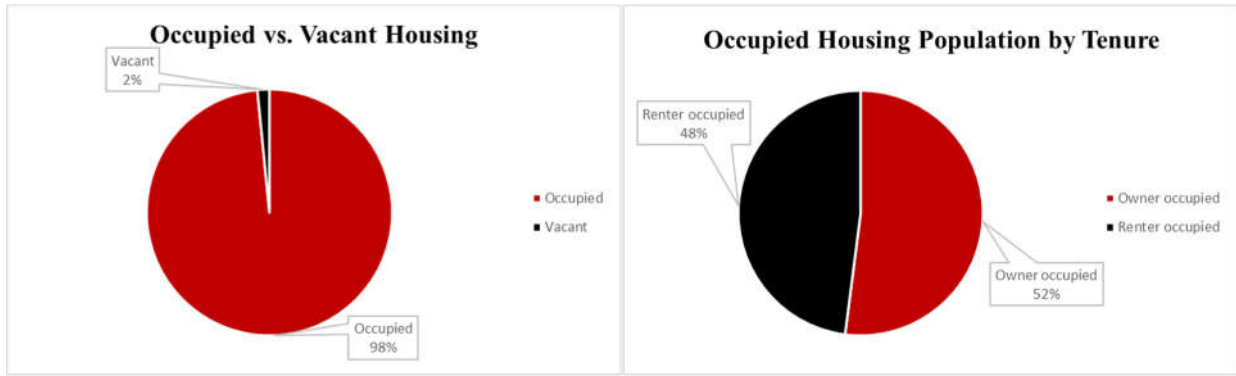 Occupied vs. Vacant Housing
Vacant
2%
Occupied
Vacant
Occupied
98%
Occupied Housing Population by Tenure
Renter occupied
48%
Owner occupied
Renter occupied
Owner occupied
52%